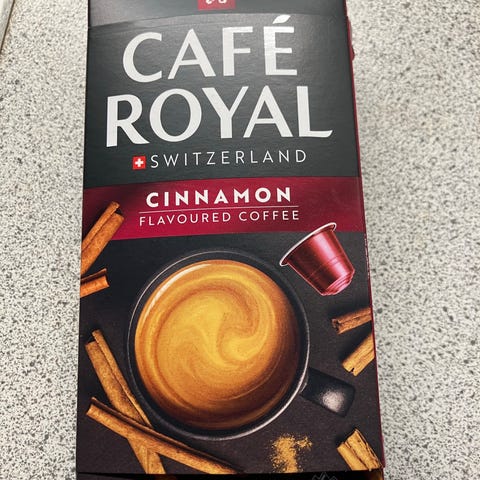 CAFÉ
ROYAL
SWITZERLAND
CINNAMON
FLAVOURED COFFEE